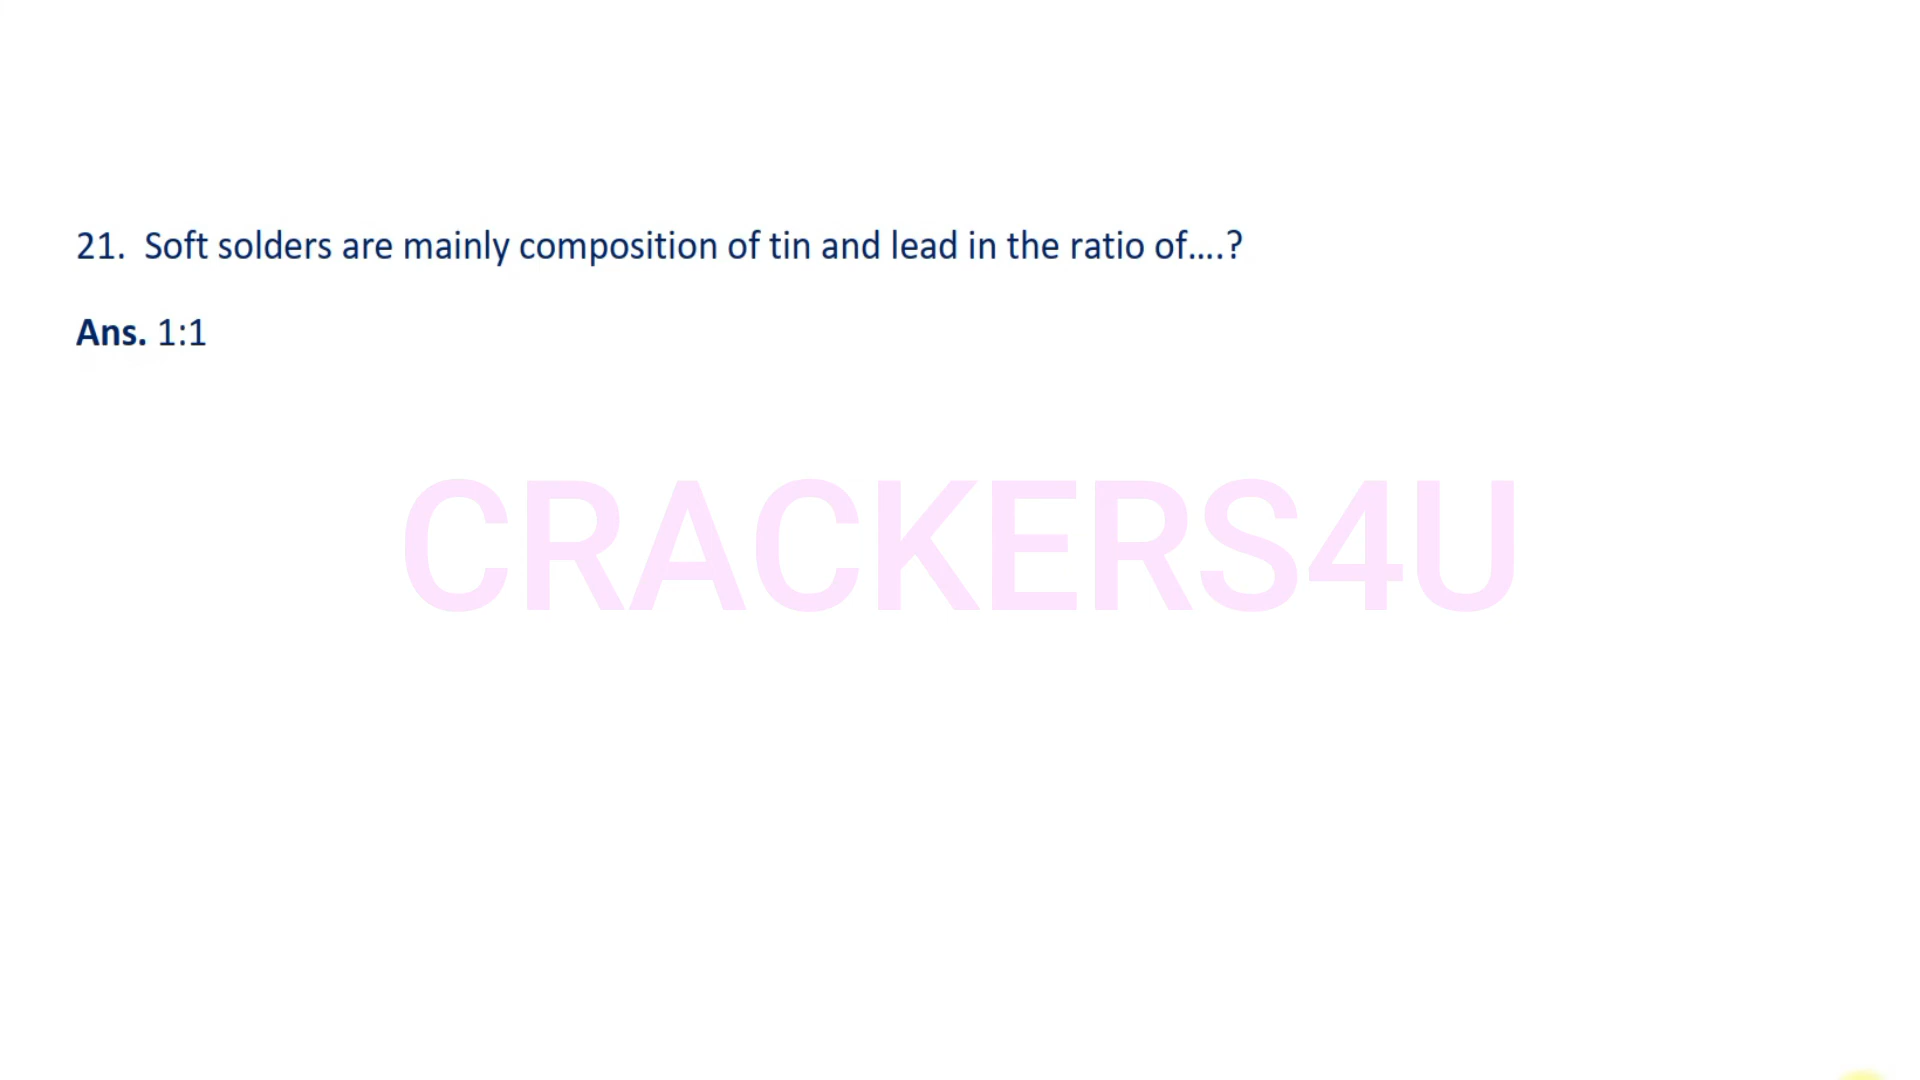 21.  Soft solders are mainly composition of tin and lead in the ratio of....?
Ans. 1:1
CRACKERS4U